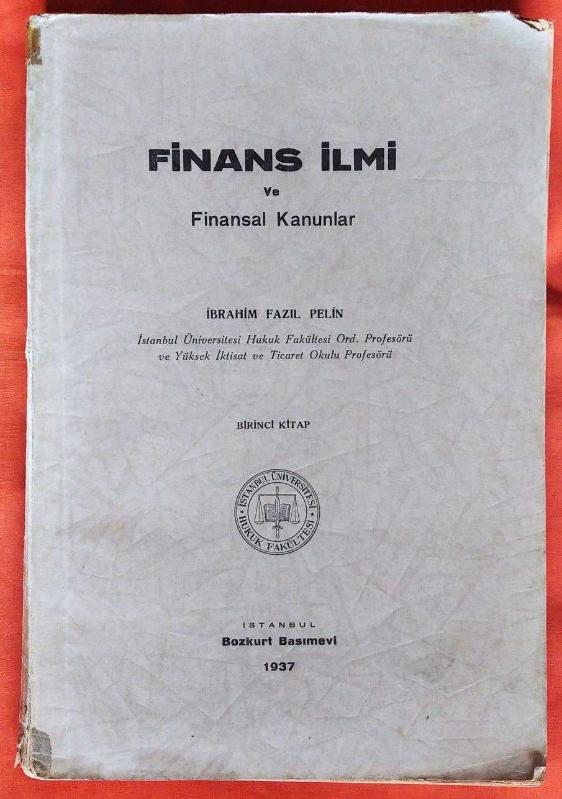 FİNANS İLMİ
Ve
Finansal Kanunlar
İBRAHİM FAZIL PELİN
İstanbul Üniversitesi Hukuk Fakültesi Ord. Profesörü
ve Yüksek İktisat ve Ticaret Okulu Profesörü
BİRİNCİ KİTAP
İSTANBUL ÜNİVERSİTESİ
HUKUK FAKÜLTESİ
İSTANBUL
Bozkurt Basımevi
1937